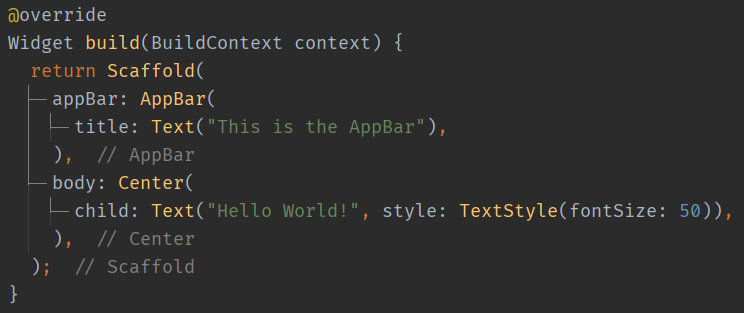 @override
Widget build(BuildContext context) {
  return Scaffold(
    appBar: AppBar(
      title: Text("This is the AppBar"),
    ),  // AppBar
    body: Center(
      child: Text("Hello World!", style: TextStyle(fontSize: 50)),
    ),  // Center
  );  // Scaffold
}